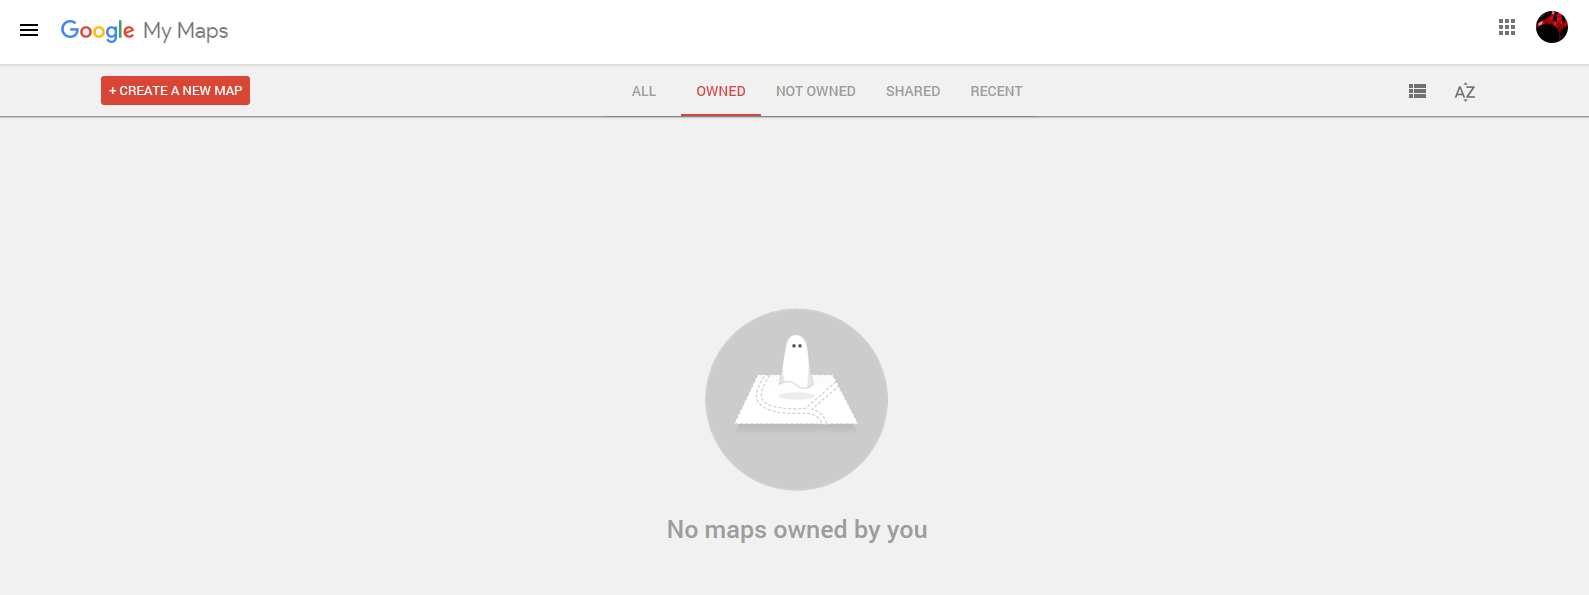 Google My Maps
+ CREATE A NEW MAP
ALL OWNED NOT OWNED SHARED RECENT
AZ
No maps owned by you